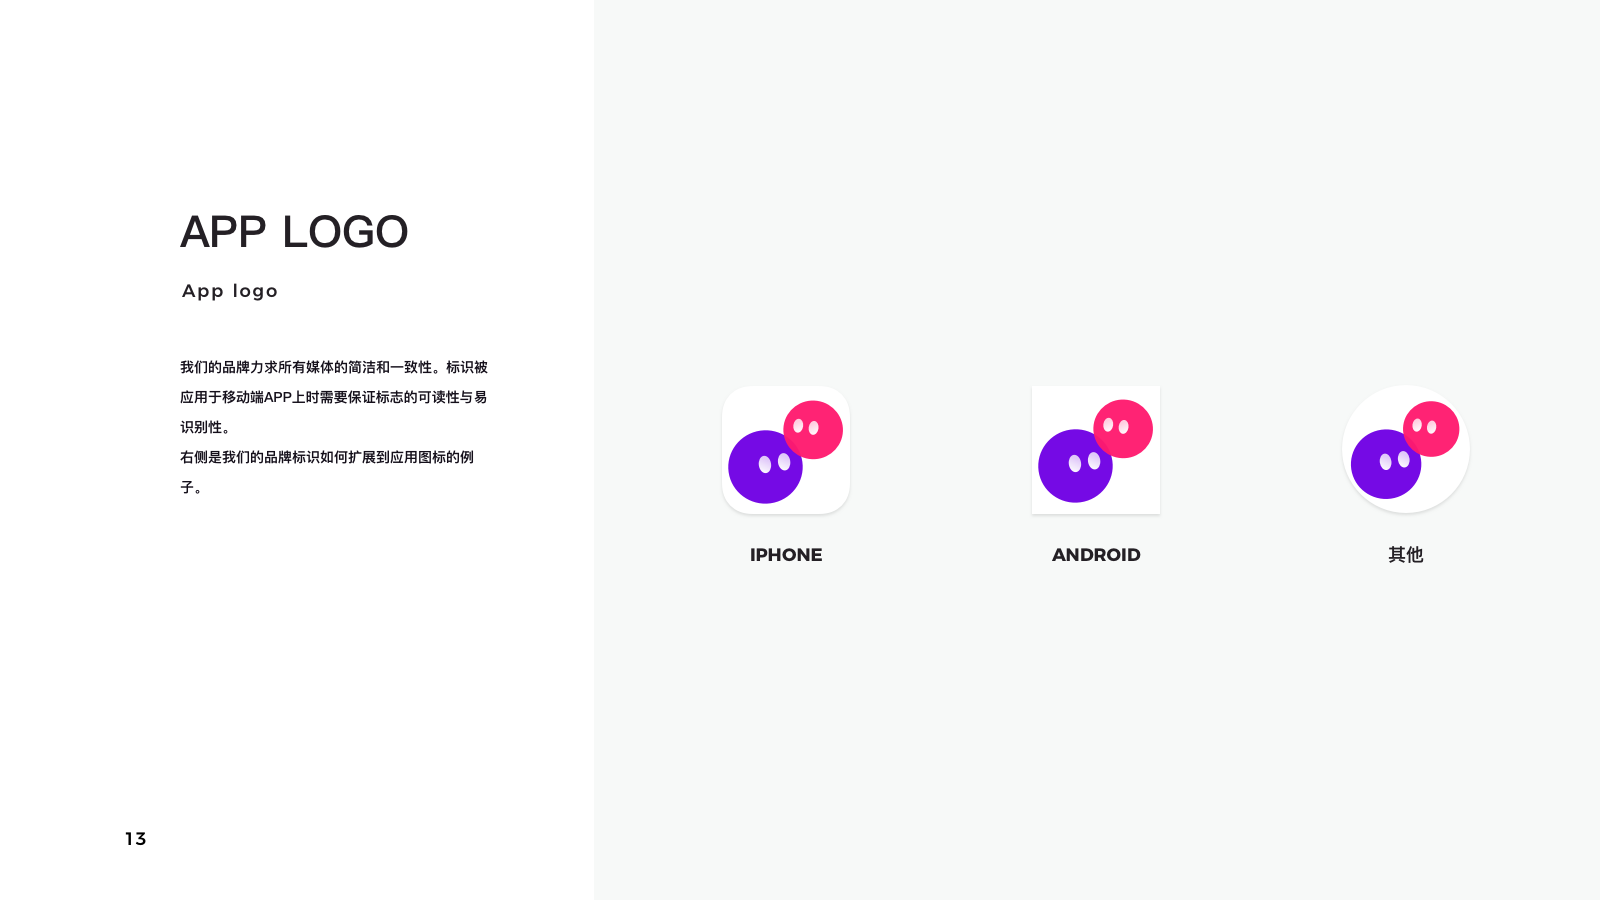 APP LOGO
App logo
我们的品牌力求所有媒体的简洁和一致性。标识被
应用于移动端APP上时需要保证标志的可读性与易
识别性。
右侧是我们的品牌标识如何扩展到应用图标的例
子。
IPHONE
ANDROID
其他
13